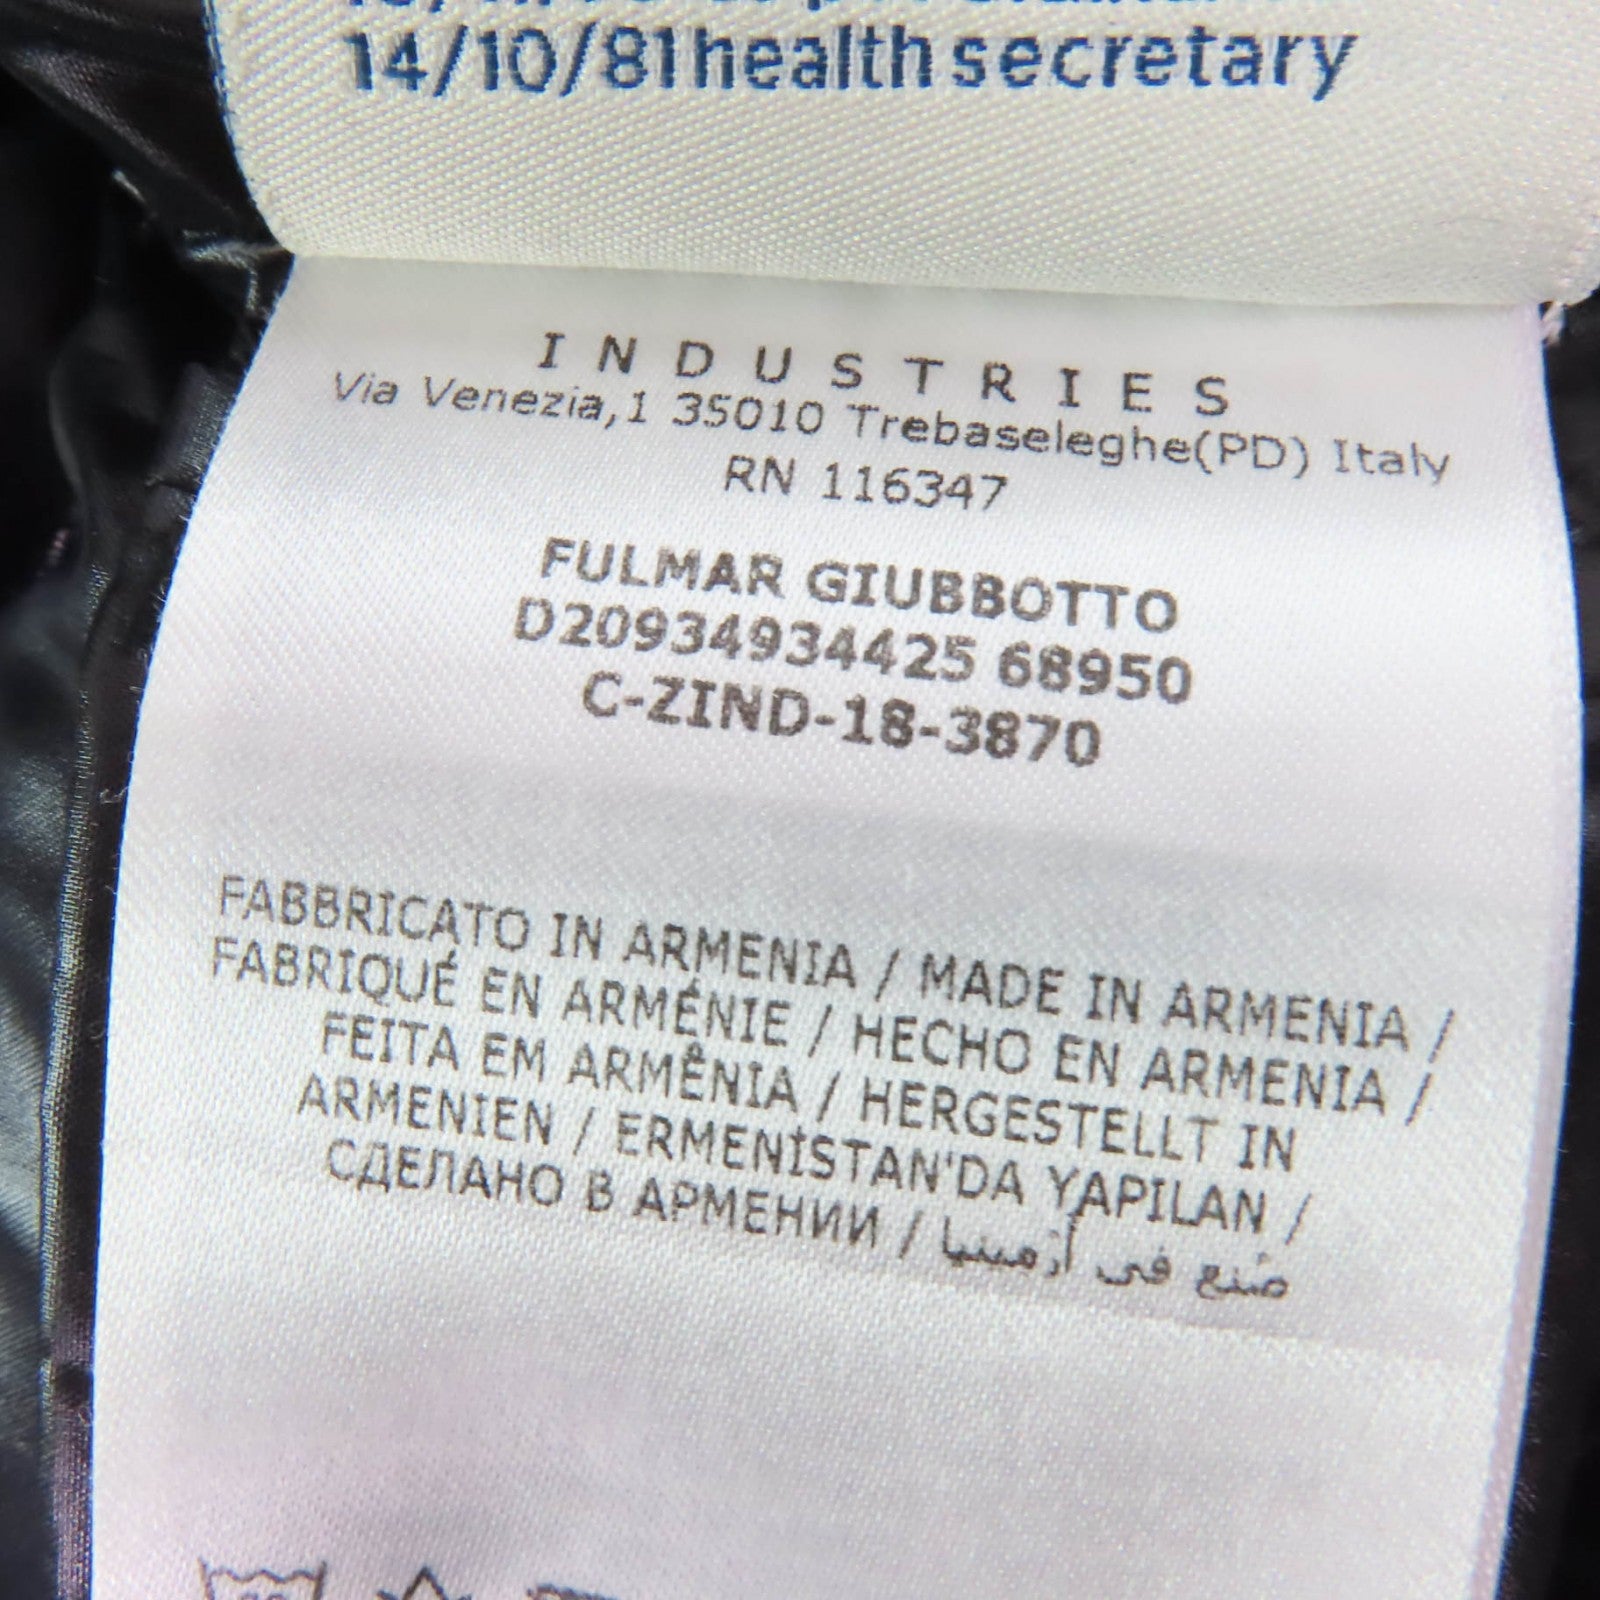 14/10/81 health secretary
INDUSTRIES
Via Venezia,1 35010 Trebaseleghe(PD) Italy
RN 116347
FULMAR GIUBBOTTO
D20934934425 68950
C-ZIND-18-3870
FABBRICATO IN ARMENIA / MADE IN ARMENIA /
FABRIQUÉ EN ARMÉNIE / HECHO EN ARMENIA /
FEITA EM ARMÊNIA / HERGESTELLT IN
ARMENIEN / ERMENİSTAN'DA YAPILAN /
СДЕЛАНО В АРМЕНИИ / صُنع في أرمينيا